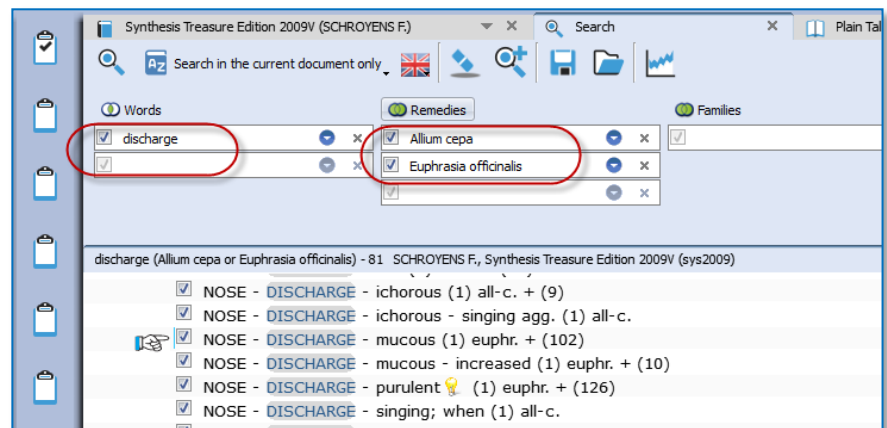 Synthesis Treasure Edition 2009V (SCHROYENS F.) Search Plain Tal
AZ Search in the current document only
Words Remedies Families
discharge Allium cepa
Euphrasia officinalis
discharge (Allium cepa or Euphrasia officinalis) - 81 SCHROYENS F., Synthesis Treasure Edition 2009V (sys2009)
NOSE - DISCHARGE - ichorous (1) all-c. + (9)
NOSE - DISCHARGE - ichorous - singing agg. (1) all-c.
NOSE - DISCHARGE - mucous (1) euphr. + (102)
NOSE - DISCHARGE - mucous - increased (1) euphr. + (10)
NOSE - DISCHARGE - purulent (1) euphr. + (126)
NOSE - DISCHARGE - singing; when (1) all-c.